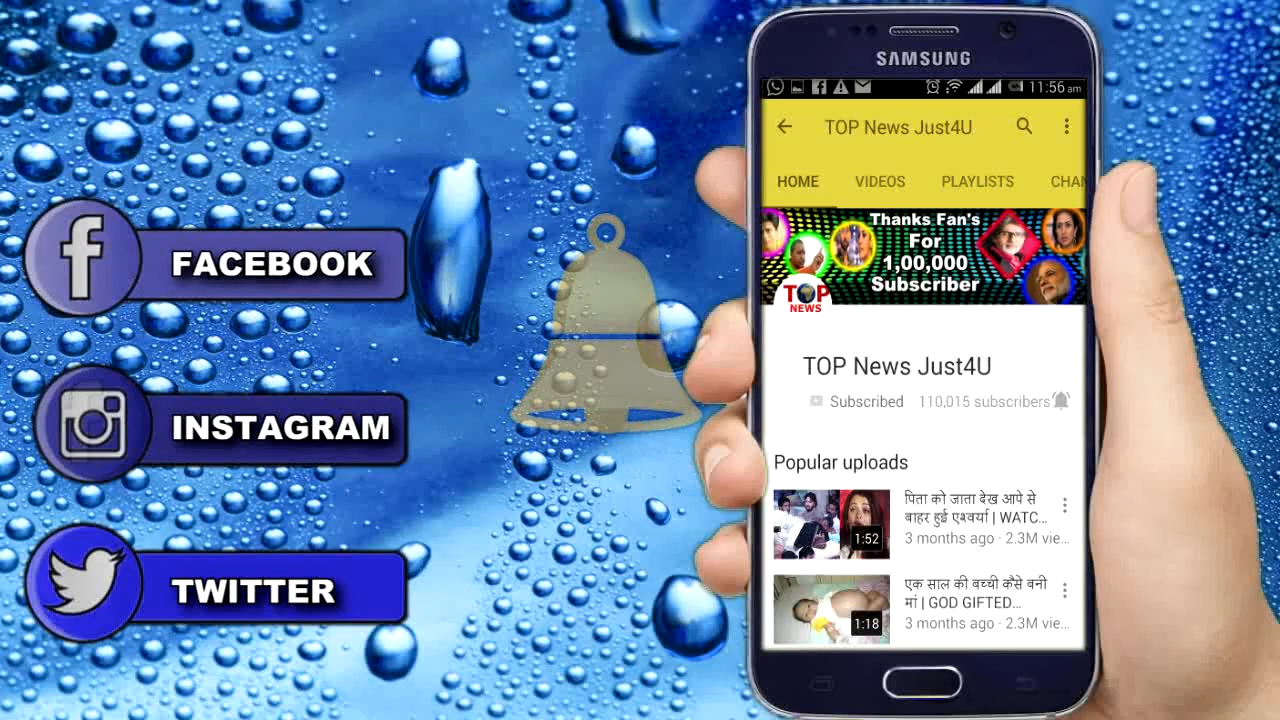 FACEBOOK
INSTAGRAM
TWITTER
SAMSUNG
11:56 am
TOP News Just4U
HOME VIDEOS PLAYLISTS CHAN
Thanks Fan's
For
1,00,000
Subscriber
TOP
NEWS
TOP News Just4U
Subscribed 110,015 subscribers
Popular uploads
पिता को जाता देख आपे से
बाहर हुई एश्वर्या | WATC...
3 months ago · 2.3M vie...
1:52
एक साल की बच्ची कैसे बनी
मां | GOD GIFTED...
3 months ago · 2.3M vie...
1:18